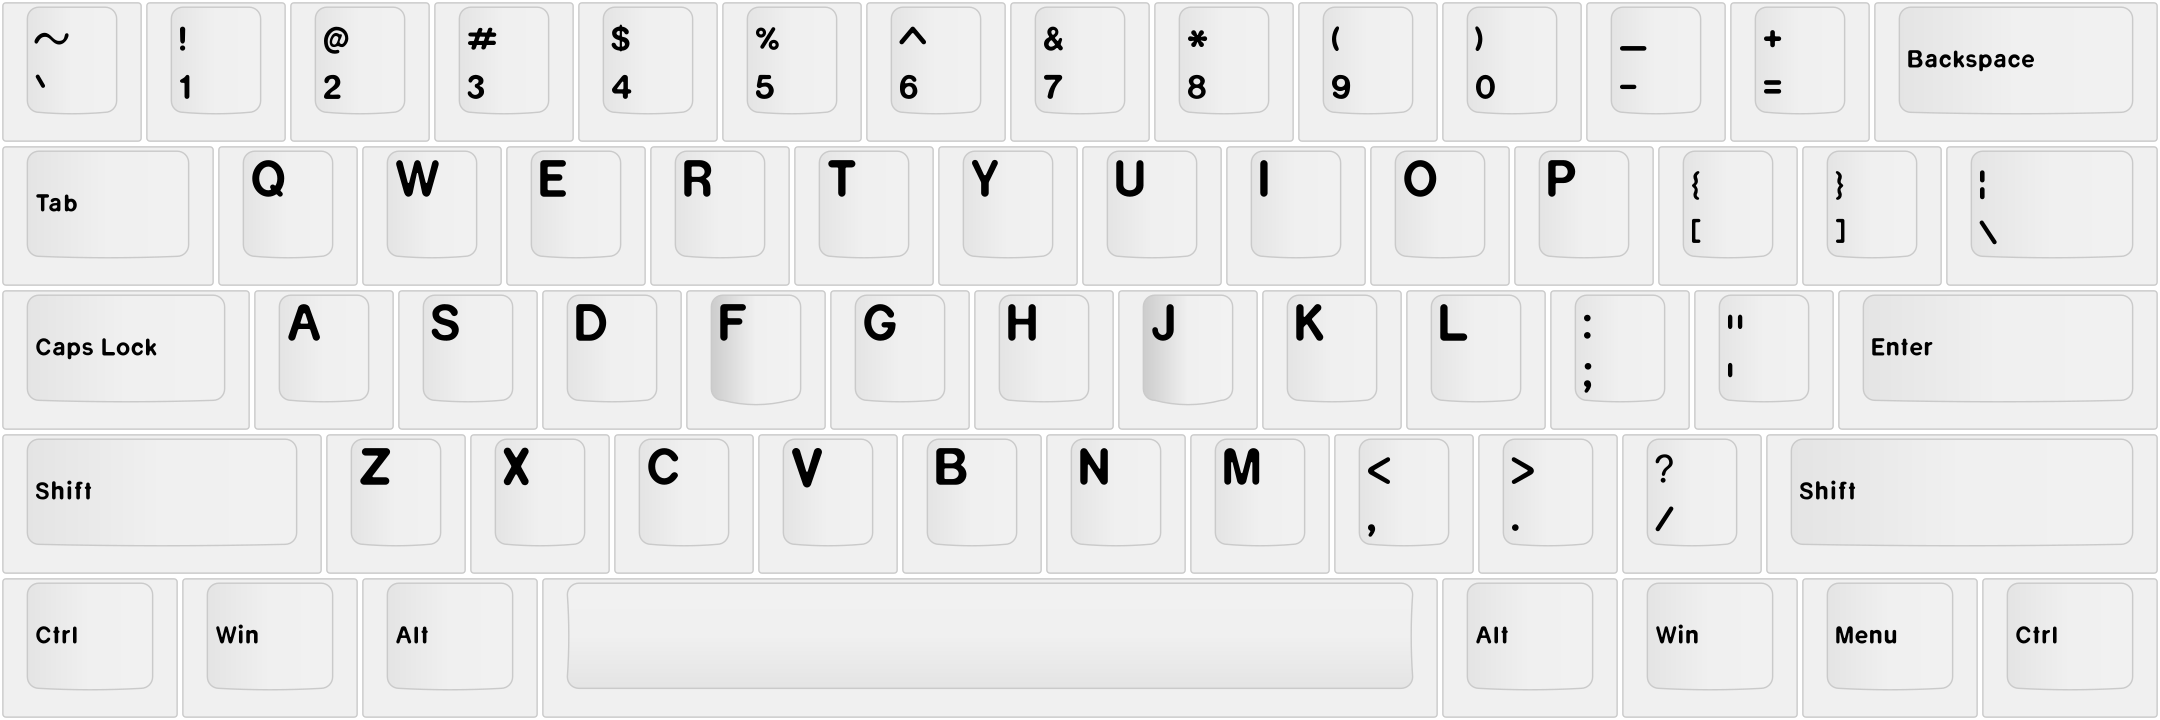 ~ ! @ # $ % ^ & * ( ) _ + Backspace
` 1 2 3 4 5 6 7 8 9 0 - =
Tab Q W E R T Y U I O P { } ¦
[ ] \
Caps Lock A S D F G H J K L : " Enter
; '
Shift Z X C V B N M < > ? Shift
, . /
Ctrl Win Alt Alt Win Menu Ctrl